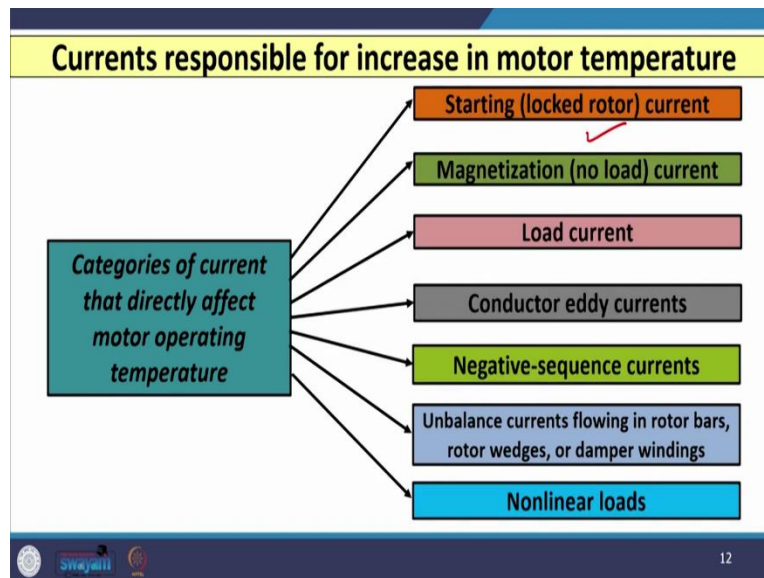 Currents responsible for increase in motor temperature
Starting (locked rotor) current
Magnetization (no load) current
Load current
Categories of current
that directly affect
motor operating
temperature
Conductor eddy currents
Negative-sequence currents
Unbalance currents flowing in rotor bars,
rotor wedges, or damper windings
Nonlinear loads
swayam
12